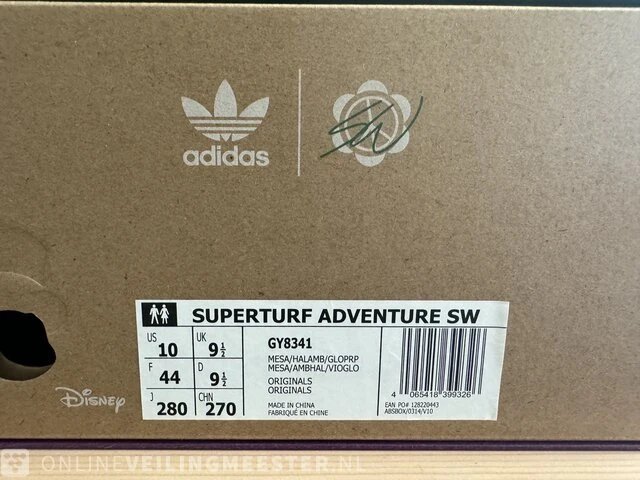 adidas
SW
SUPERTURF ADVENTURE SW
US
10
UK
9½
F
44
D
9½
J
280
CHN
270
GY8341
MESA/HALAMB/GLOPRP
MESA/AMBHAL/VIOGLO
ORIGINALS
ORIGINALS
MADE IN CHINA
FABRIQUÉ EN CHINE
4 065418 399326
EAN PO# 128220443
ABSBOX/0314/V10
Disney
ONLINEVEILINGMEESTER.NL